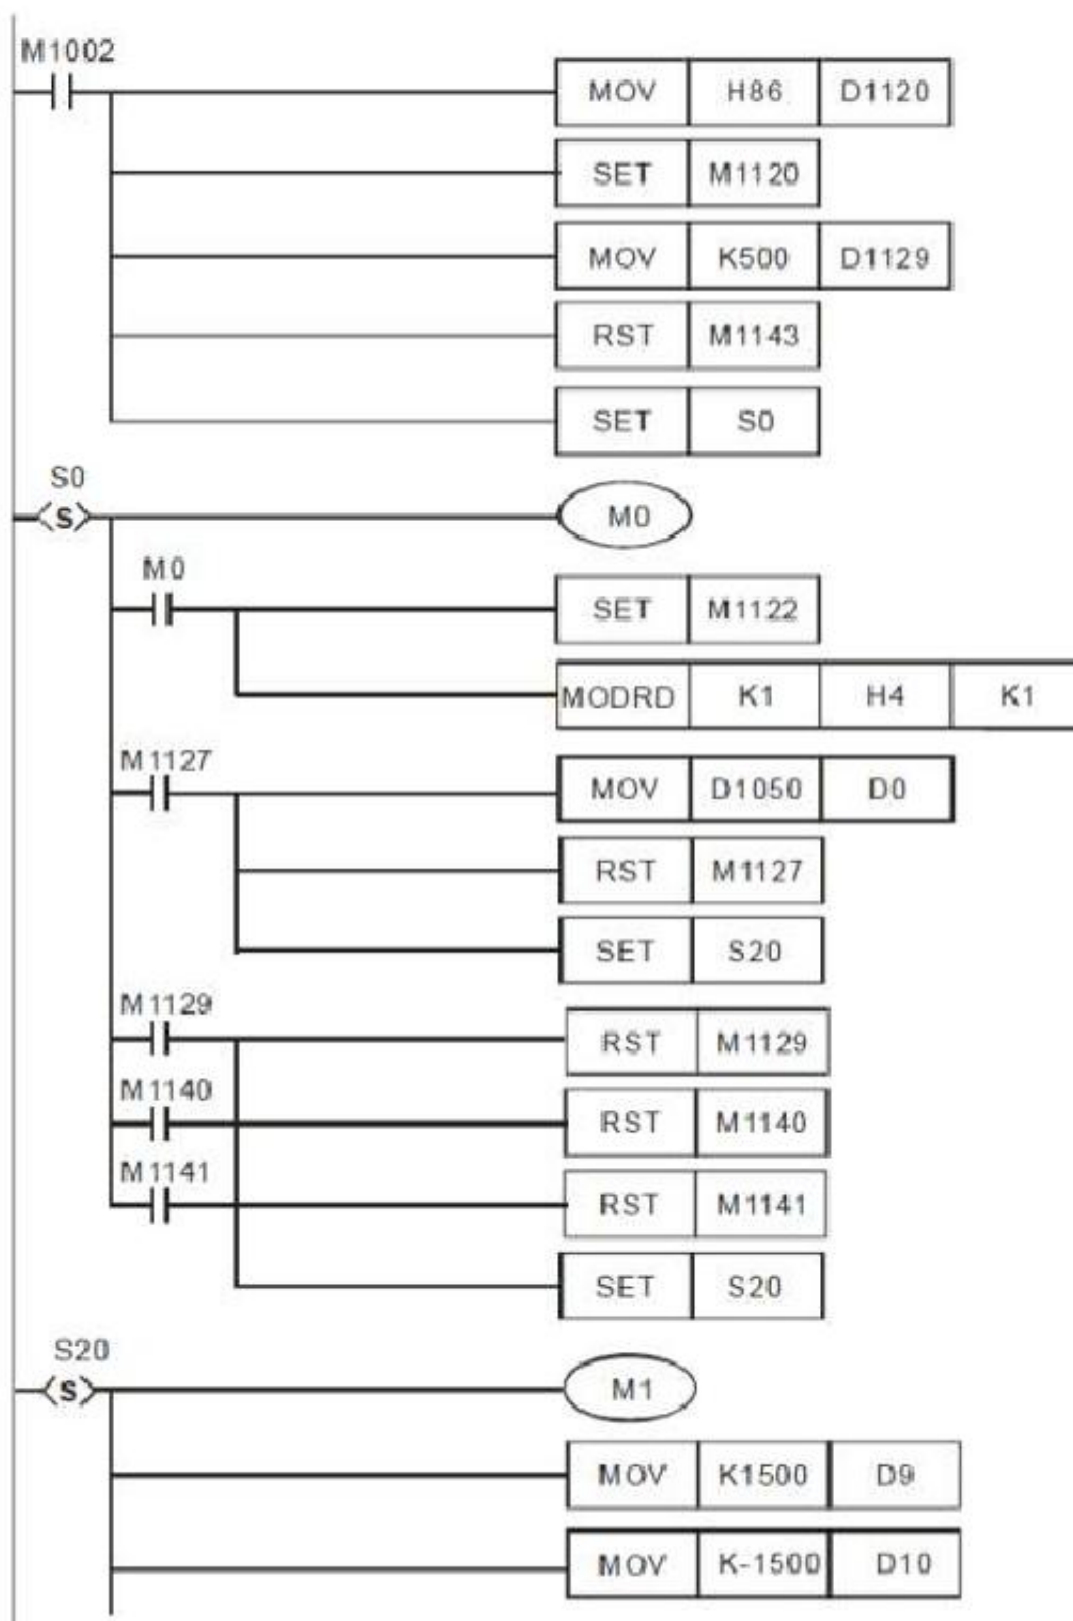 M1002
MOV H86 D1120
SET M1120
MOV K500 D1129
RST M1143
SET S0
S0
S M0
M0
SET M1122
MODRD K1 H4 K1
M1127
MOV D1050 D0
RST M1127
SET S20
M1129
RST M1129
M1140
RST M1140
M1141
RST M1141
SET S20
S20
S M1
MOV K1500 D9
MOV K-1500 D10